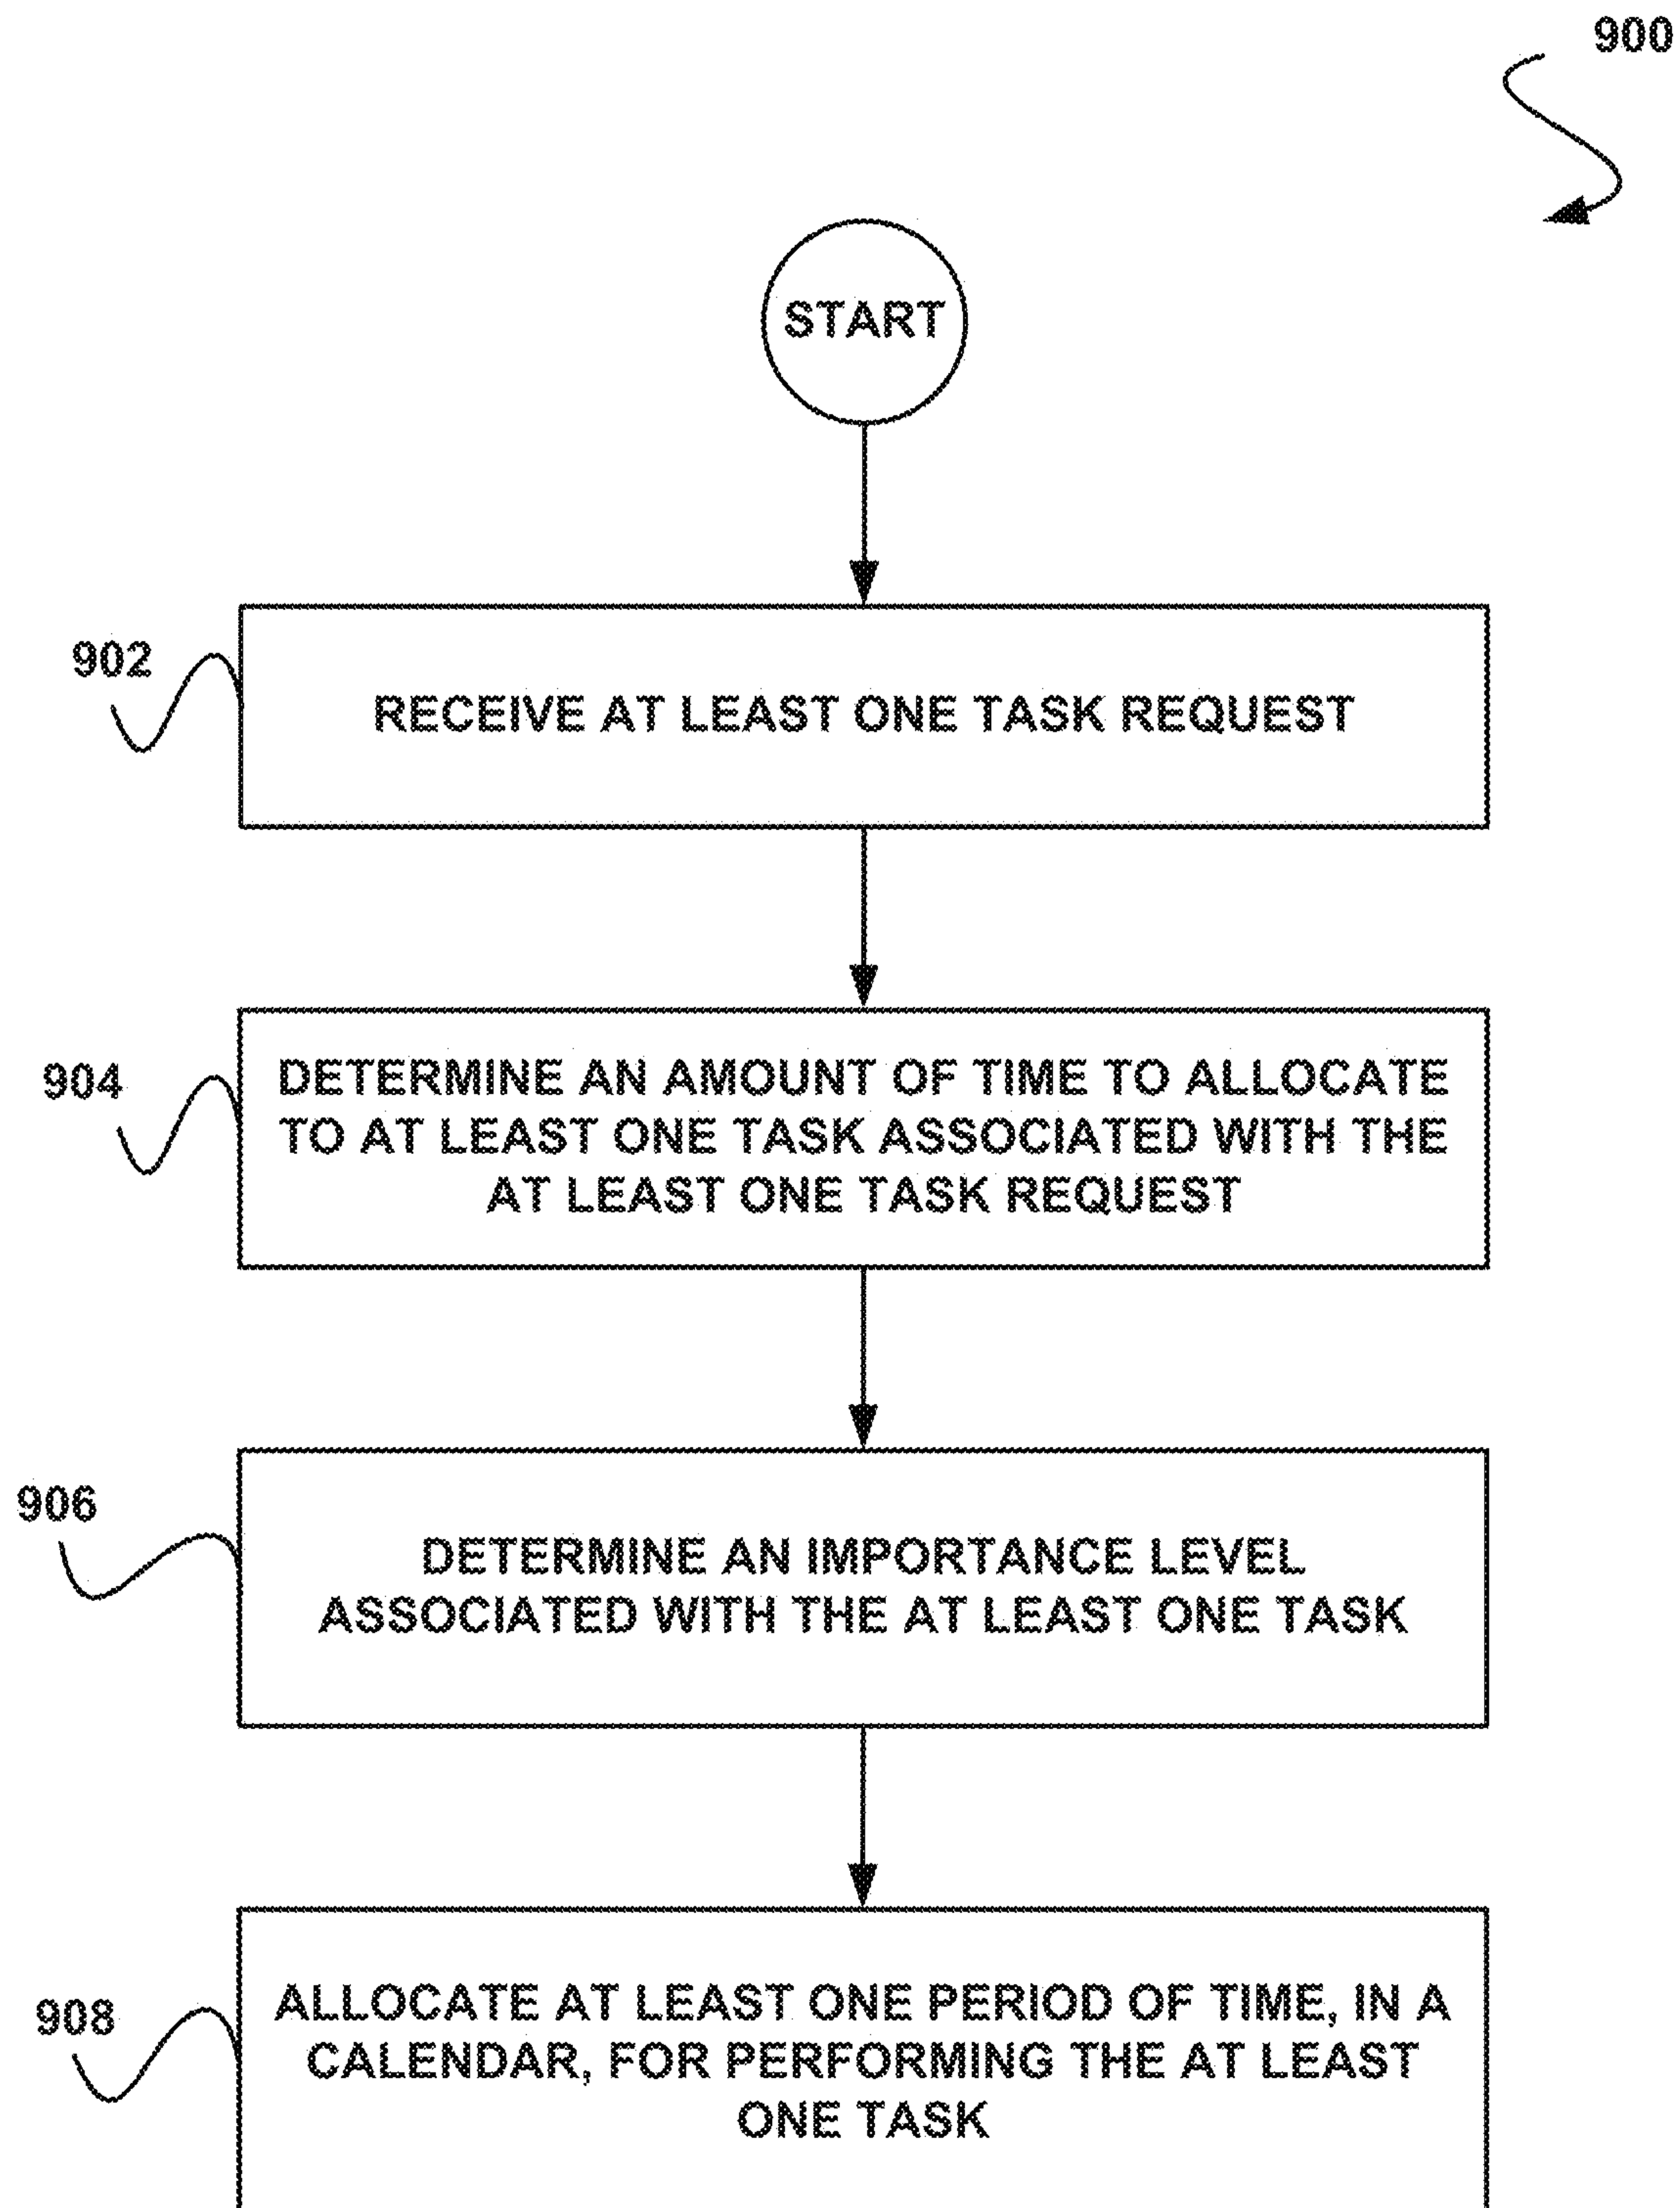 900
START
902
RECEIVE AT LEAST ONE TASK REQUEST
904
DETERMINE AN AMOUNT OF TIME TO ALLOCATE
TO AT LEAST ONE TASK ASSOCIATED WITH THE
AT LEAST ONE TASK REQUEST
906
DETERMINE AN IMPORTANCE LEVEL
ASSOCIATED WITH THE AT LEAST ONE TASK
908
ALLOCATE AT LEAST ONE PERIOD OF TIME, IN A
CALENDAR, FOR PERFORMING THE AT LEAST
ONE TASK